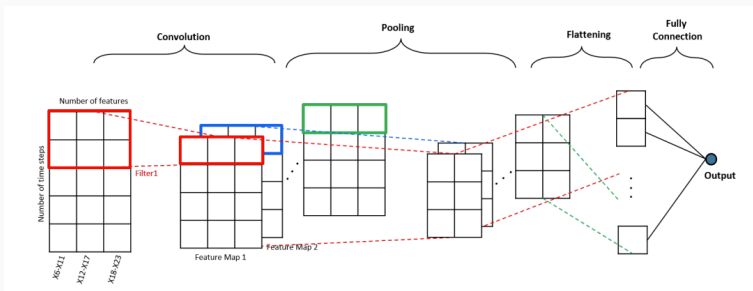 Convolution
Pooling
Flattening
Fully
Connection
Number of features
Number of time steps
Filter1
Output
Feature Map 2
Feature Map 1
X6-X11
X12-X17
X18-X23